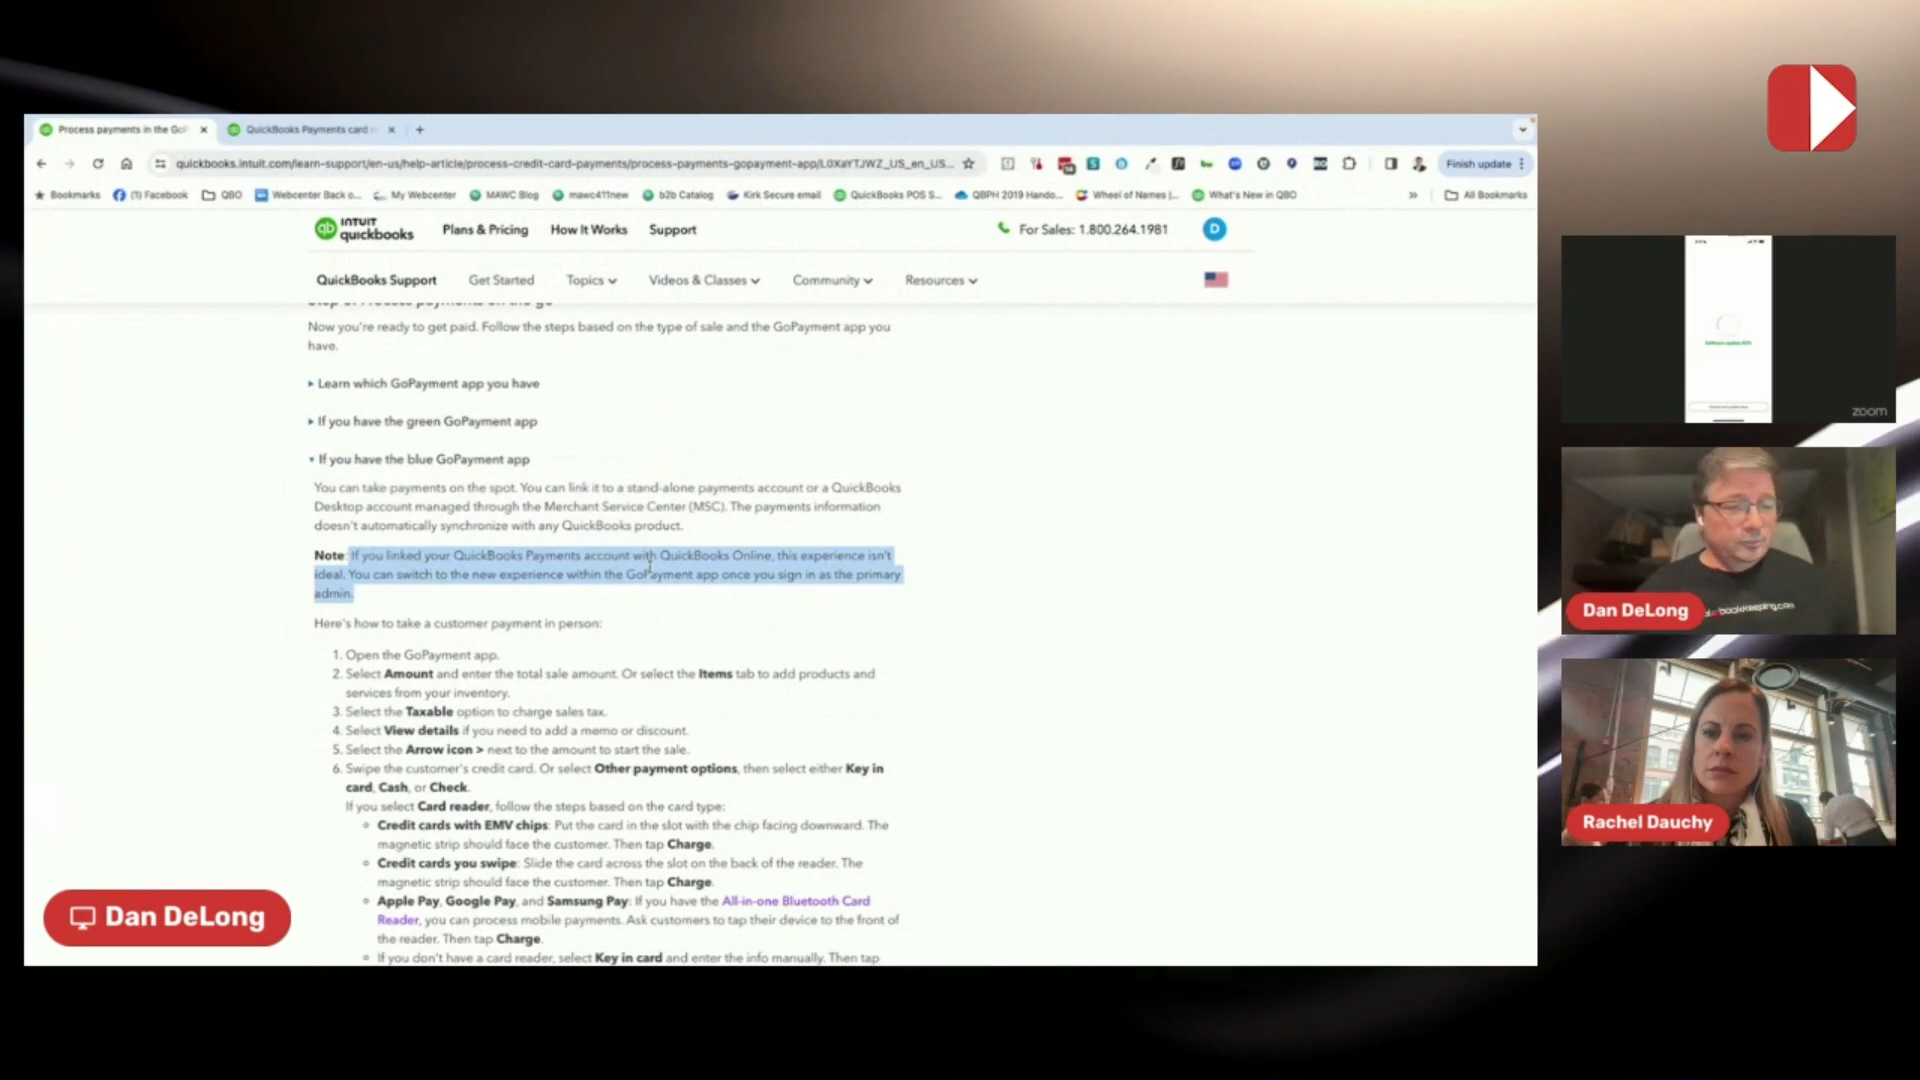 Process payments in the GoP
QuickBooks Payments card r
quickbooks.intuit.com/learn-support/en-us/help-article/process-credit-card-payments/process-payments-gopayment-app/L0XaYTJWZ_US_en_US...
Finish update
Bookmarks
(1) Facebook
QBO
Webcenter Back o...
My Webcenter
MAWC Blog
mawc411new
b2b Catalog
Kirk Secure email
QuickBooks POS S...
QBPH 2019 Hando...
Wheel of Names |...
What's New in QBO
»
All Bookmarks
qb INTUIT
quickbooks
Plans & Pricing
How It Works
Support
For Sales: 1.800.264.1981
D
QuickBooks Support
Get Started
Topics
Videos & Classes
Community
Resources
Process payments on the go
Now you're ready to get paid. Follow the steps based on the type of sale and the GoPayment app you
have.
Learn which GoPayment app you have
If you have the green GoPayment app
If you have the blue GoPayment app
You can take payments on the spot. You can link it to a stand-alone payments account or a QuickBooks
Desktop account managed through the Merchant Service Center (MSC). The payments information
doesn't automatically synchronize with any QuickBooks product.
Note: If you linked your QuickBooks Payments account with QuickBooks Online, this experience isn't
ideal. You can switch to the new experience within the GoPayment app once you sign in as the primary
admin.
Here's how to take a customer payment in person:
1. Open the GoPayment app.
2. Select Amount and enter the total sale amount. Or select the Items tab to add products and
services from your inventory.
3. Select the Taxable option to charge sales tax.
4. Select View details if you need to add a memo or discount.
5. Select the Arrow icon > next to the amount to start the sale.
6. Swipe the customer's credit card. Or select Other payment options, then select either Key in
card, Cash, or Check.
If you select Card reader, follow the steps based on the card type:
Credit cards with EMV chips: Put the card in the slot with the chip facing downward. The
magnetic strip should face the customer. Then tap Charge.
Credit cards you swipe: Slide the card across the slot on the back of the reader. The
magnetic strip should face the customer. Then tap Charge.
Apple Pay, Google Pay, and Samsung Pay: If you have the All-in-one Bluetooth Card
Reader, you can process mobile payments. Ask customers to tap their device to the front of
the reader. Then tap Charge.
If you don't have a card reader, select Key in card and enter the info manually. Then tap
Dan DeLong
zoom
bookkeeping.com
Dan DeLong
Rachel Dauchy